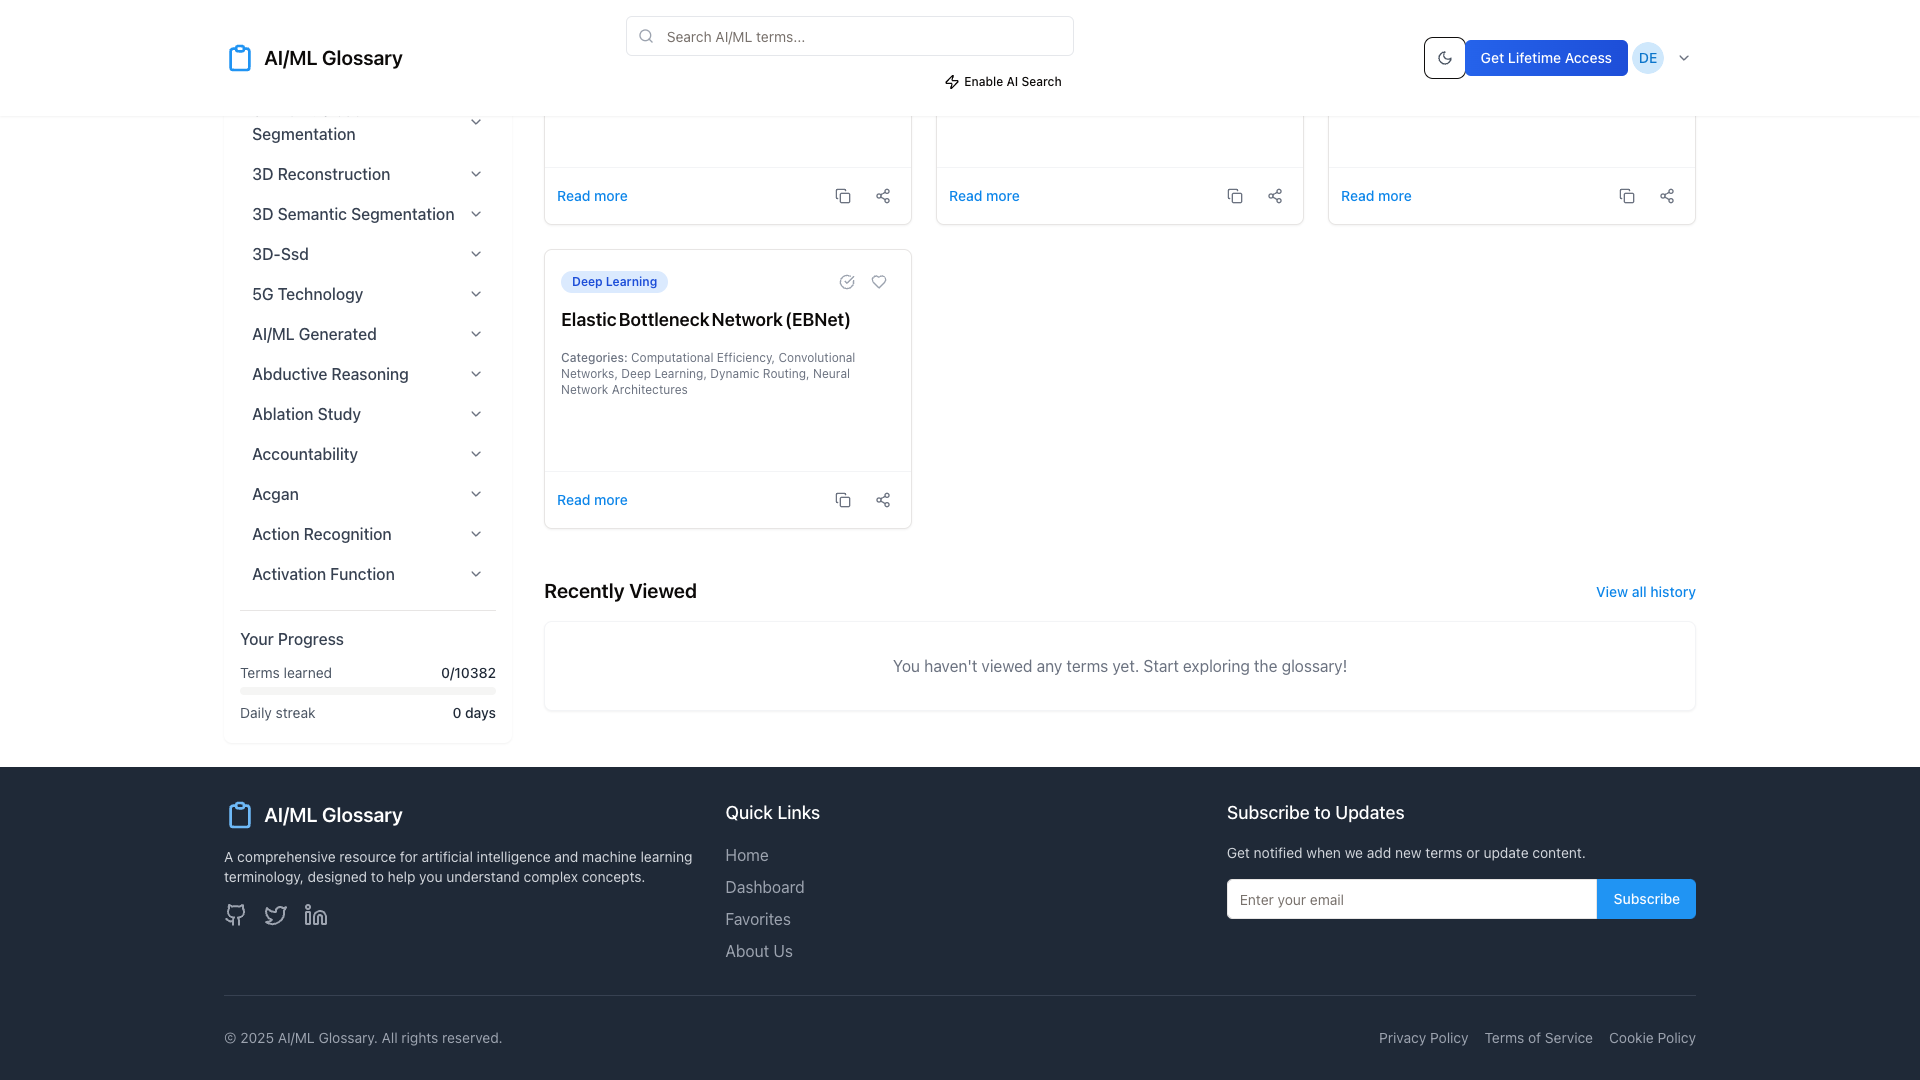 AI/ML Glossary
Search AI/ML terms...
Enable AI Search
Get Lifetime Access
DE
Segmentation
3D Reconstruction
3D Semantic Segmentation
3D-Ssd
5G Technology
AI/ML Generated
Abductive Reasoning
Ablation Study
Accountability
Acgan
Action Recognition
Activation Function
Your Progress
Terms learned 0/10382
Daily streak 0 days
Read more
Read more
Read more
Deep Learning
Elastic Bottleneck Network (EBNet)
Categories: Computational Efficiency, Convolutional
Networks, Deep Learning, Dynamic Routing, Neural
Network Architectures
Read more
Recently Viewed
View all history
You haven't viewed any terms yet. Start exploring the glossary!
AI/ML Glossary
A comprehensive resource for artificial intelligence and machine learning
terminology, designed to help you understand complex concepts.
Quick Links
Home
Dashboard
Favorites
About Us
Subscribe to Updates
Get notified when we add new terms or update content.
Enter your email
Subscribe
© 2025 AI/ML Glossary. All rights reserved.
Privacy Policy
Terms of Service
Cookie Policy